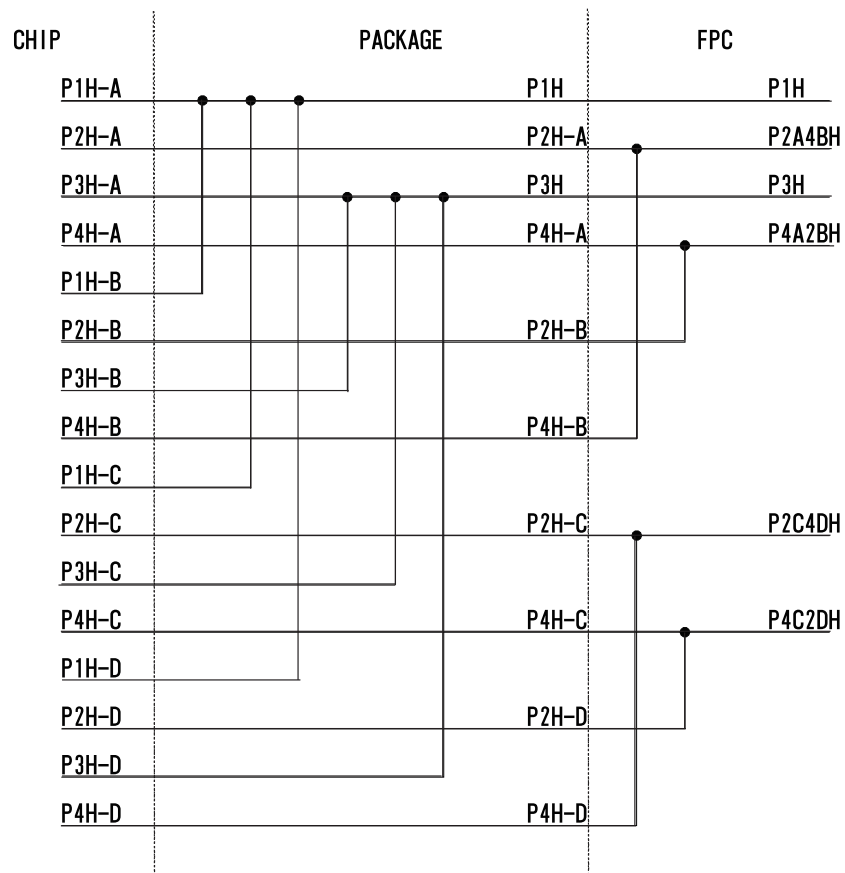 CHIP PACKAGE FPC
P1H-A P1H P1H
P2H-A P2H-A P2A4BH
P3H-A P3H P3H
P4H-A P4H-A P4A2BH
P1H-B
P2H-B P2H-B
P3H-B
P4H-B P4H-B
P1H-C
P2H-C P2H-C P2C4DH
P3H-C
P4H-C P4H-C P4C2DH
P1H-D
P2H-D P2H-D
P3H-D
P4H-D P4H-D